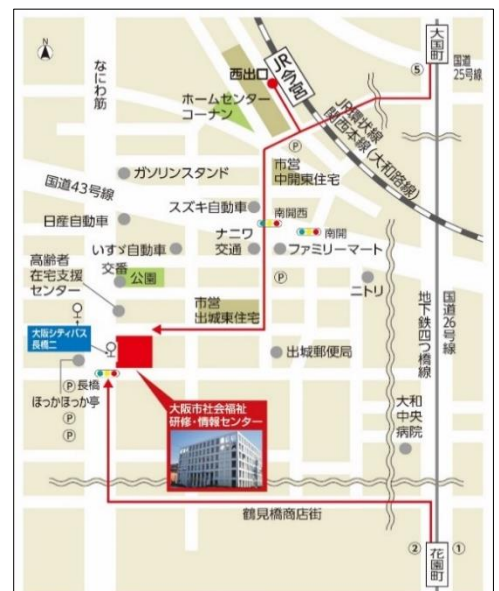 N
なにわ筋
西出口
JR今宮
大国町
⑤
国道
25号線
ホームセンター
コーナン
JR環状線
関西本線(大和路線)
Ⓟ
ガソリンスタンド
市営
中開東住宅
国道43号線
スズキ自動車
南開西
南開
日産自動車
いすゞ自動車
ナニワ
交通
ファミリーマート
高齢者
在宅支援
センター
交番
公園
Ⓟ
ニトリ
市営
出城東住宅
国道26号線
地下鉄四つ橋線
大阪シティバス
長橋二
出城郵便局
Ⓟ
長橋
ほっかほっか亭
Ⓟ
Ⓟ
大阪市社会福祉
研修・情報センター
大和
中央
病院
鶴見橋商店街
②
花園町
①